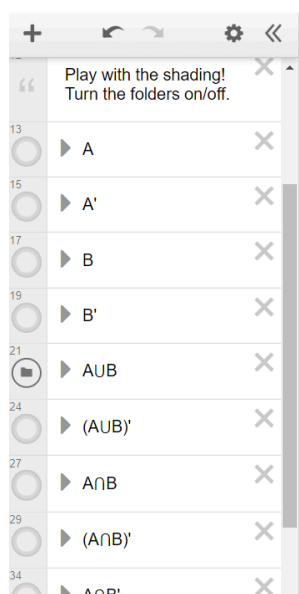 Play with the shading!
Turn the folders on/off.
13
A
15
A'
17
B
19
B'
21
A∪B
24
(A∪B)'
27
A∩B
29
(A∩B)'
34